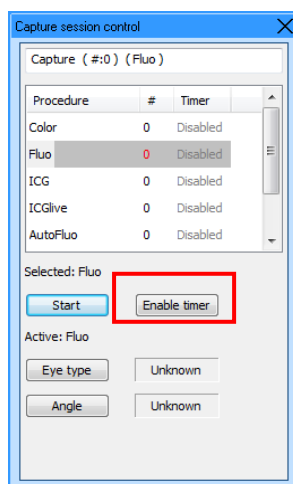 Capture session control
Capture ( #:0 ) ( Fluo )
Procedure # Timer
Color 0 Disabled
Fluo 0 Disabled
ICG 0 Disabled
ICGlive 0 Disabled
AutoFluo 0 Disabled
Selected: Fluo
Start Enable timer
Active: Fluo
Eye type Unknown
Angle Unknown